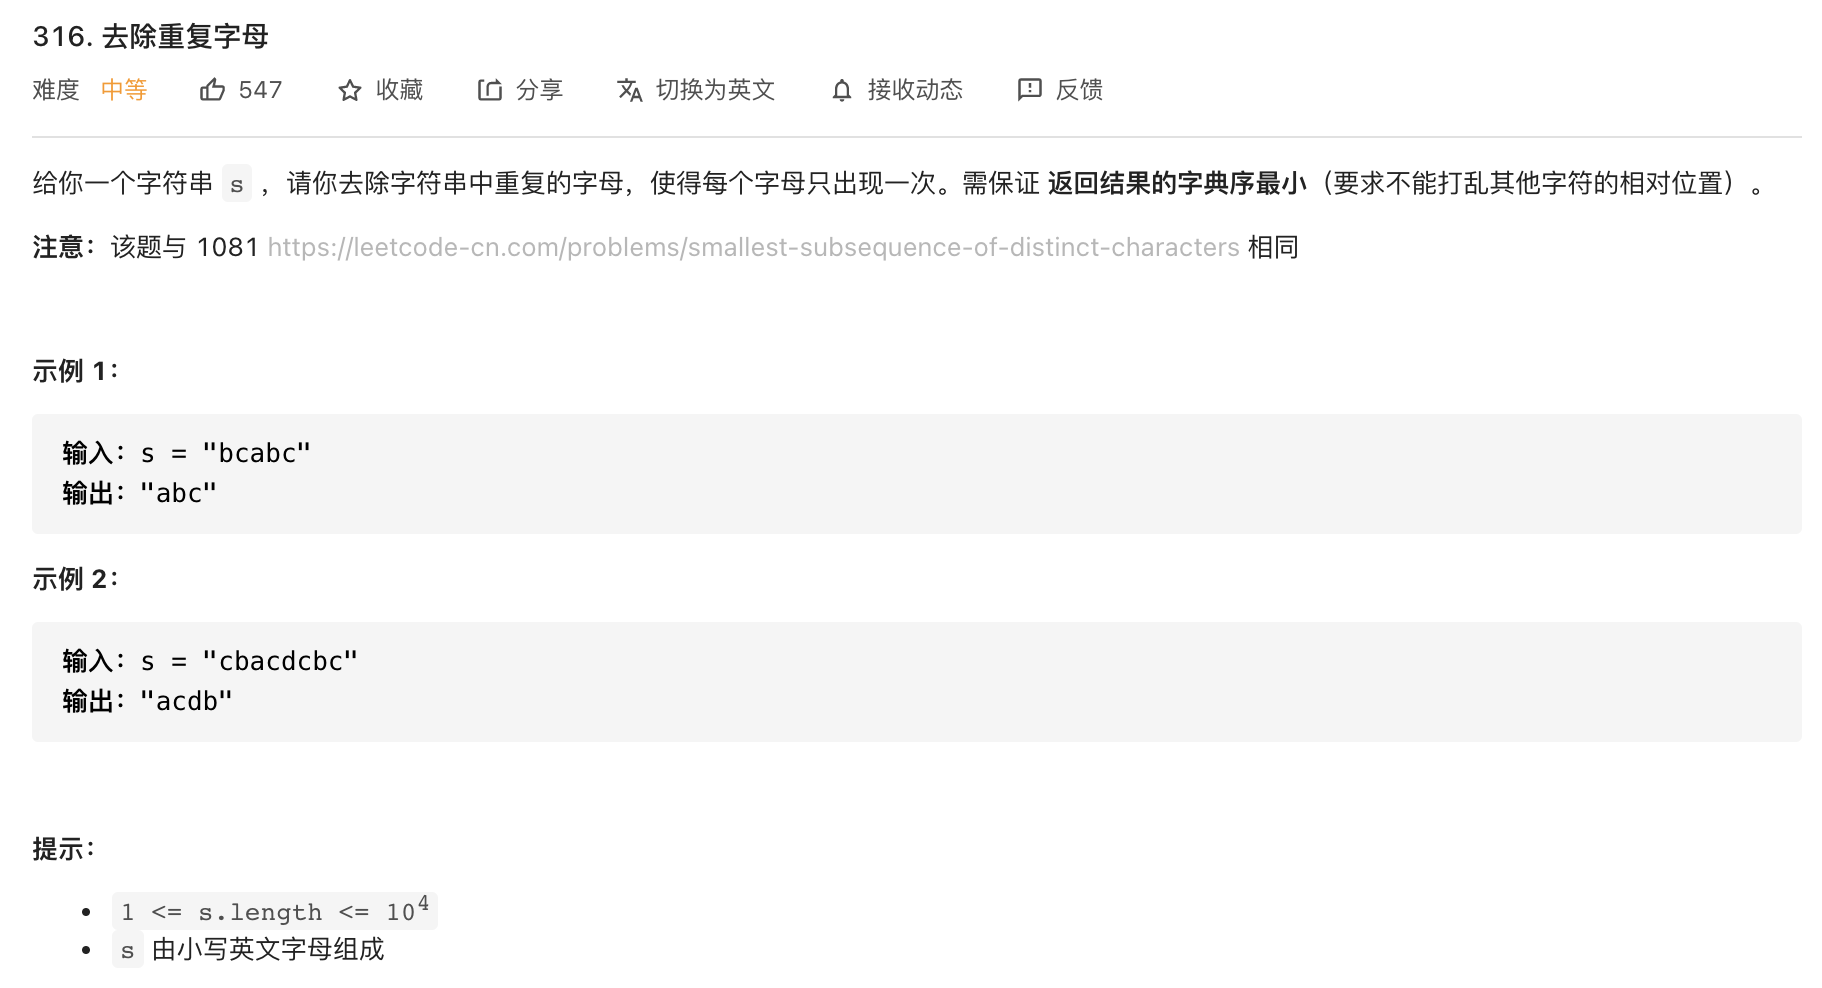 316. 去除重复字母
难度 中等 547 收藏 分享 切换为英文 接收动态 反馈
给你一个字符串 s ，请你去除字符串中重复的字母，使得每个字母只出现一次。需保证 返回结果的字典序最小（要求不能打乱其他字符的相对位置）。
注意：该题与 1081 https://leetcode-cn.com/problems/smallest-subsequence-of-distinct-characters 相同
示例 1：
输入：s = "bcabc"
输出："abc"
示例 2：
输入：s = "cbacdcbc"
输出："acdb"
提示：
• 1 <= s.length <= 10⁴
• s 由小写英文字母组成